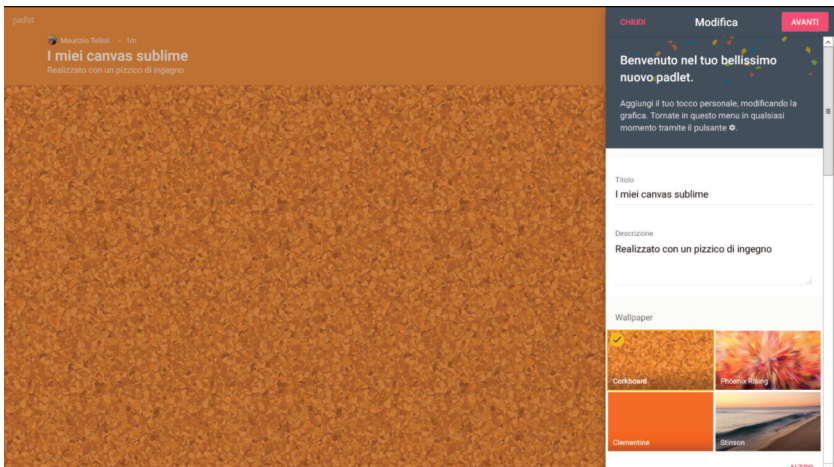 padlet
Maurizio Telioli • 1m
I miei canvas sublime
Realizzato con un pizzico di ingegno
CHIUDI
Modifica
AVANTI
Benvenuto nel tuo bellissimo
nuovo padlet.
Aggiungi il tuo tocco personale, modificando la
grafica. Tornate in questo menu in qualsiasi
momento tramite il pulsante ⚙.
Titolo
I miei canvas sublime
Descrizione
Realizzato con un pizzico di ingegno
Wallpaper
Corkboard
Phoenix Rising
Clementine
Stinson
ALTRO